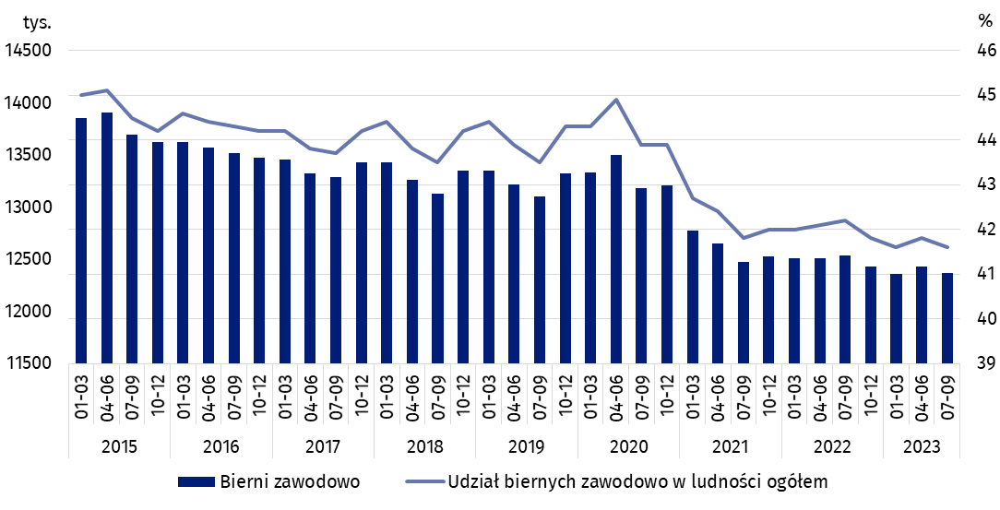 tys. %
14500 46
14000 45
13500 44
13000 43
12500 42
12000 41
11500 40
39
01-03 04-06 07-09 10-12 01-03 04-06 07-09 10-12 01-03 04-06 07-09 10-12 01-03 04-06 07-09 10-12 01-03 04-06 07-09 10-12 01-03 04-06 07-09 10-12 01-03 04-06 07-09 10-12 01-03 04-06 07-09 10-12 01-03 04-06 07-09
2015 2016 2017 2018 2019 2020 2021 2022 2023
Bierni zawodowo Udział biernych zawodowo w ludności ogółem